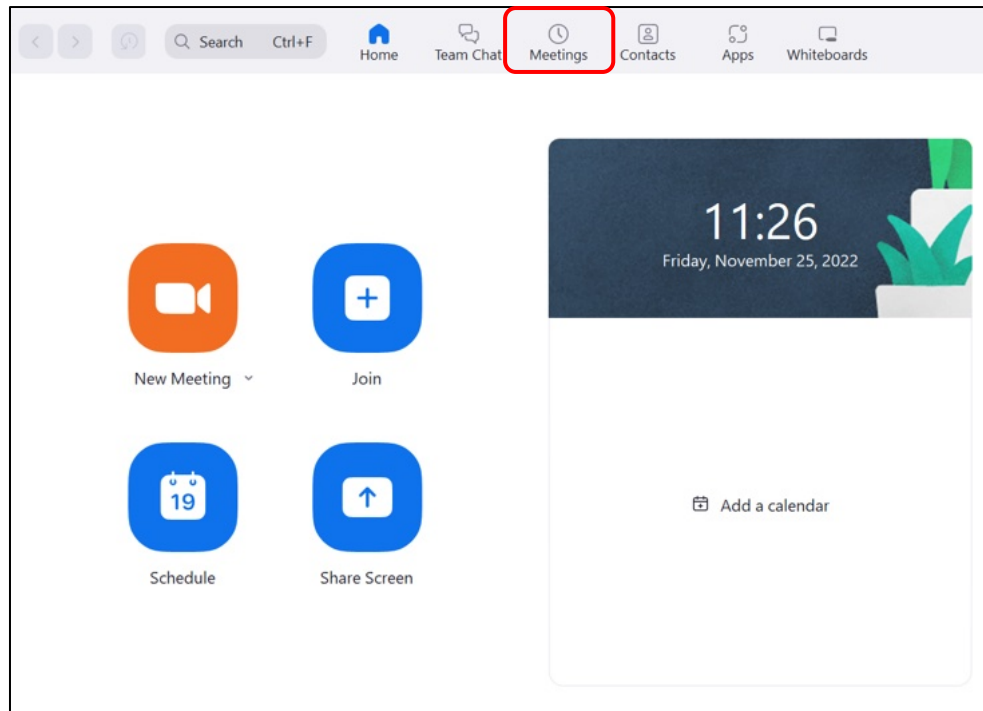 Search Ctrl+F
Home Team Chat Meetings Contacts Apps Whiteboards
11:26
Friday, November 25, 2022
New Meeting Join
19
Schedule Share Screen
Add a calendar